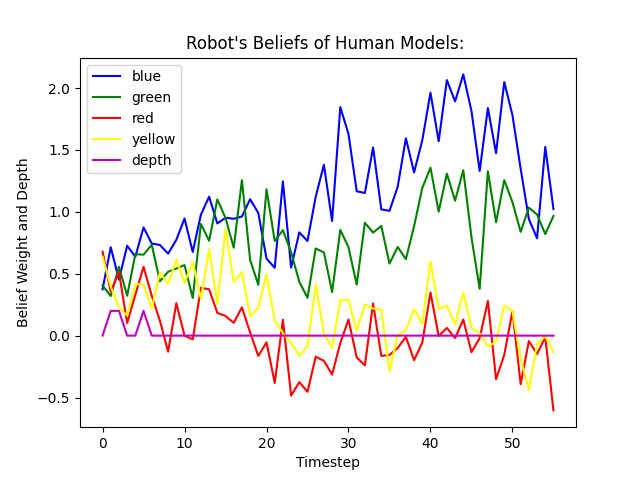 Robot's Beliefs of Human Models:
blue
green
red
yellow
depth
2.0
1.5
1.0
0.5
0.0
−0.5
Belief Weight and Depth
0 10 20 30 40 50
Timestep